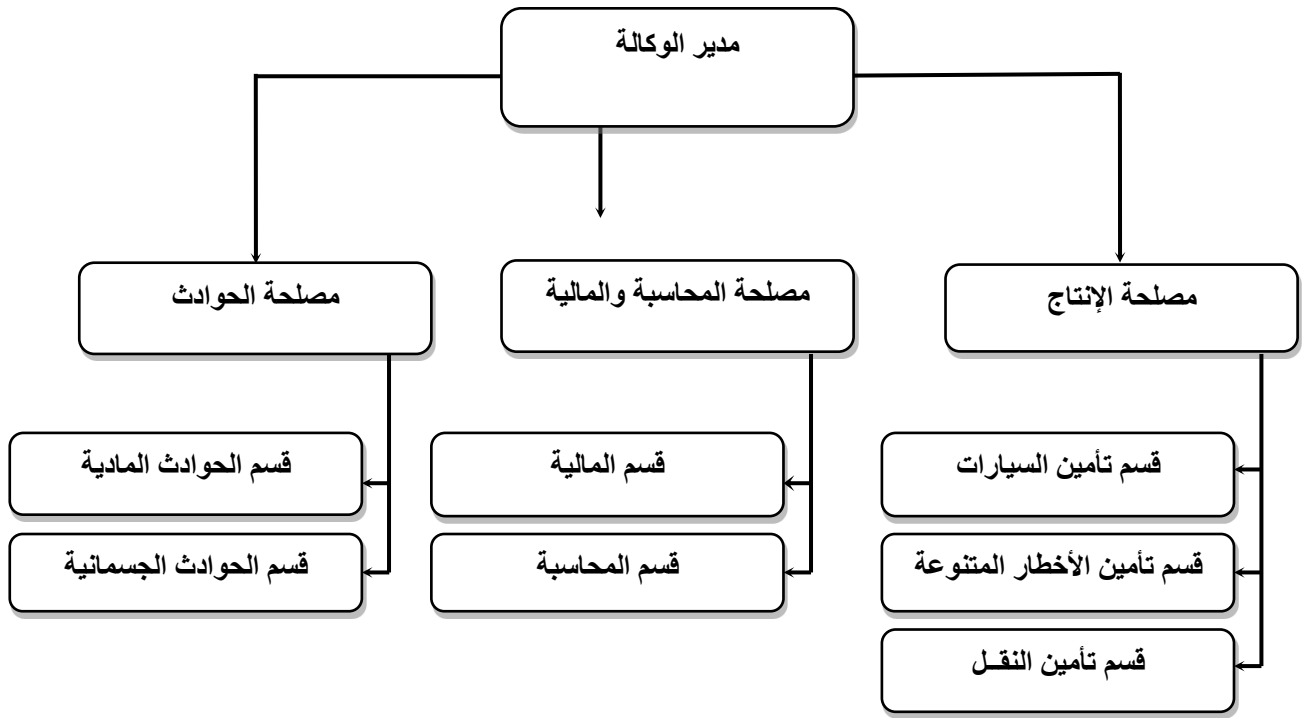 مدير الوكالة
مصلحة الإنتاج
مصلحة المحاسبة والمالية
مصلحة الحوادث
قسم تأمين السيارات
قسم المالية
قسم الحوادث المادية
قسم تأمين الأخطار المتنوعة
قسم المحاسبة
قسم الحوادث الجسمانية
قسم تأمين النقــل